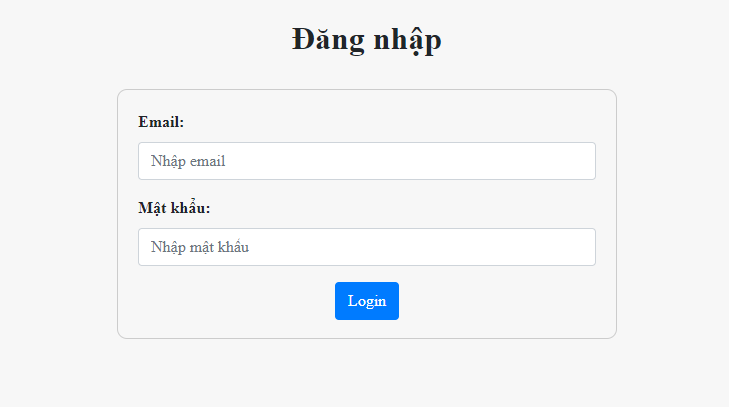 Đăng nhập
Email:
Nhập email
Mật khẩu:
Nhập mật khẩu
Login